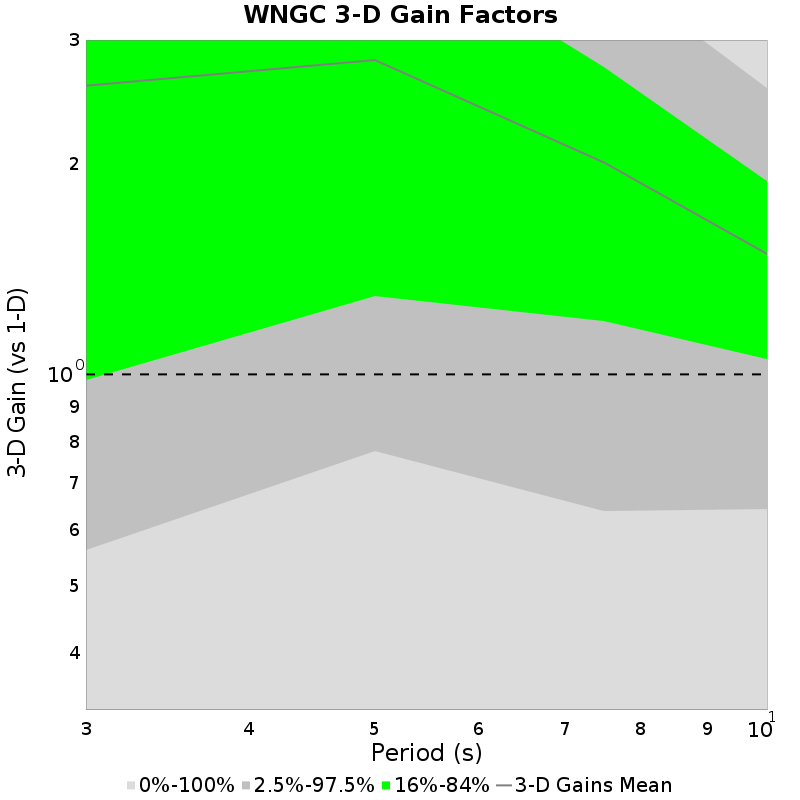 WNGC 3-D Gain Factors
3
2
10^0
9
8
7
6
5
4
3-D Gain (vs 1-D)
3 4 5 6 7 8 9 10^1
Period (s)
0%-100% 2.5%-97.5% 16%-84% 3-D Gains Mean